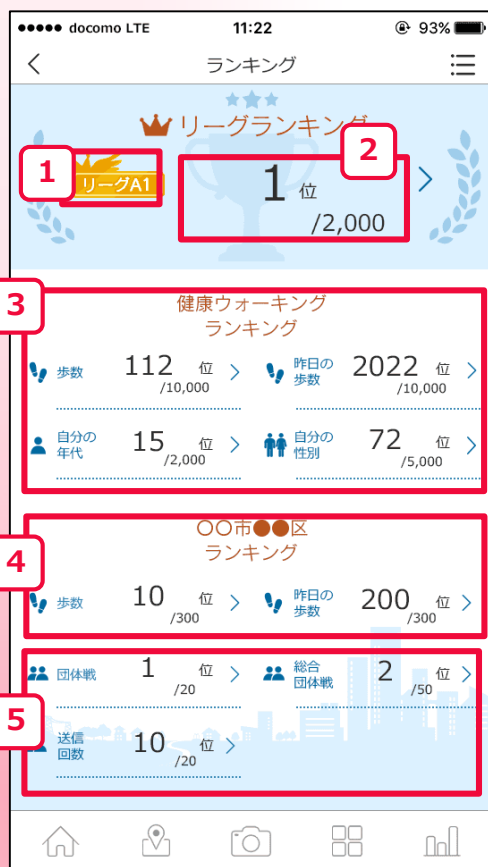 docomo LTE 11:22 93%
ランキング
リーグランキング
1
リーグA1
2
1 位
/2,000
3
健康ウォーキング
ランキング
歩数 112 位 /10,000
昨日の歩数 2022 位 /10,000
自分の年代 15 位 /2,000
自分の性別 72 位 /5,000
4
〇〇市●●区
ランキング
歩数 10 位 /300
昨日の歩数 200 位 /300
5
団体戦 1 位 /20
総合団体戦 2 位 /50
送信回数 10 位 /20